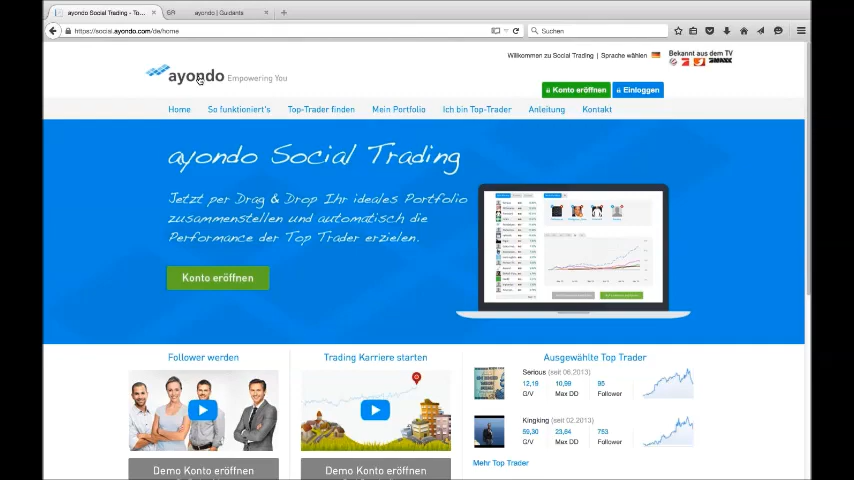 ayondo Social Trading - To...
GR
ayondo | Guidants
https://social.ayondo.com/de/home
Suchen
Willkommen zu Social Trading | Sprache wählen
Bekannt aus dem TV
ayondo Empowering You
Konto eröffnen
Einloggen
Home
So funktioniert's
Top-Trader finden
Mein Portfolio
Ich bin Top-Trader
Anleitung
Kontakt
ayondo Social Trading
Jetzt per Drag & Drop Ihr ideales Portfolio
zusammenstellen und automatisch die
Performance der Top Trader erzielen.
Konto eröffnen
Follower werden
Trading Karriere starten
Ausgewählte Top Trader
Serious (seit 06.2013)
12,19 10,99 95
G/V Max DD Follower
Kingking (seit 02.2013)
59,30 23,84 753
G/V Max DD Follower
Mehr Top Trader
Demo Konto eröffnen
Demo Konto eröffnen